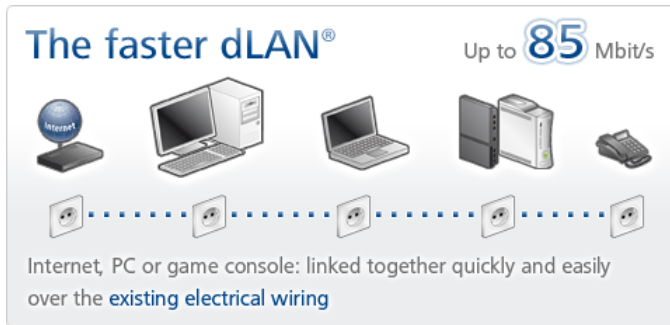 The faster dLAN®
Up to 85 Mbit/s
Internet
Internet, PC or game console: linked together quickly and easily
over the existing electrical wiring